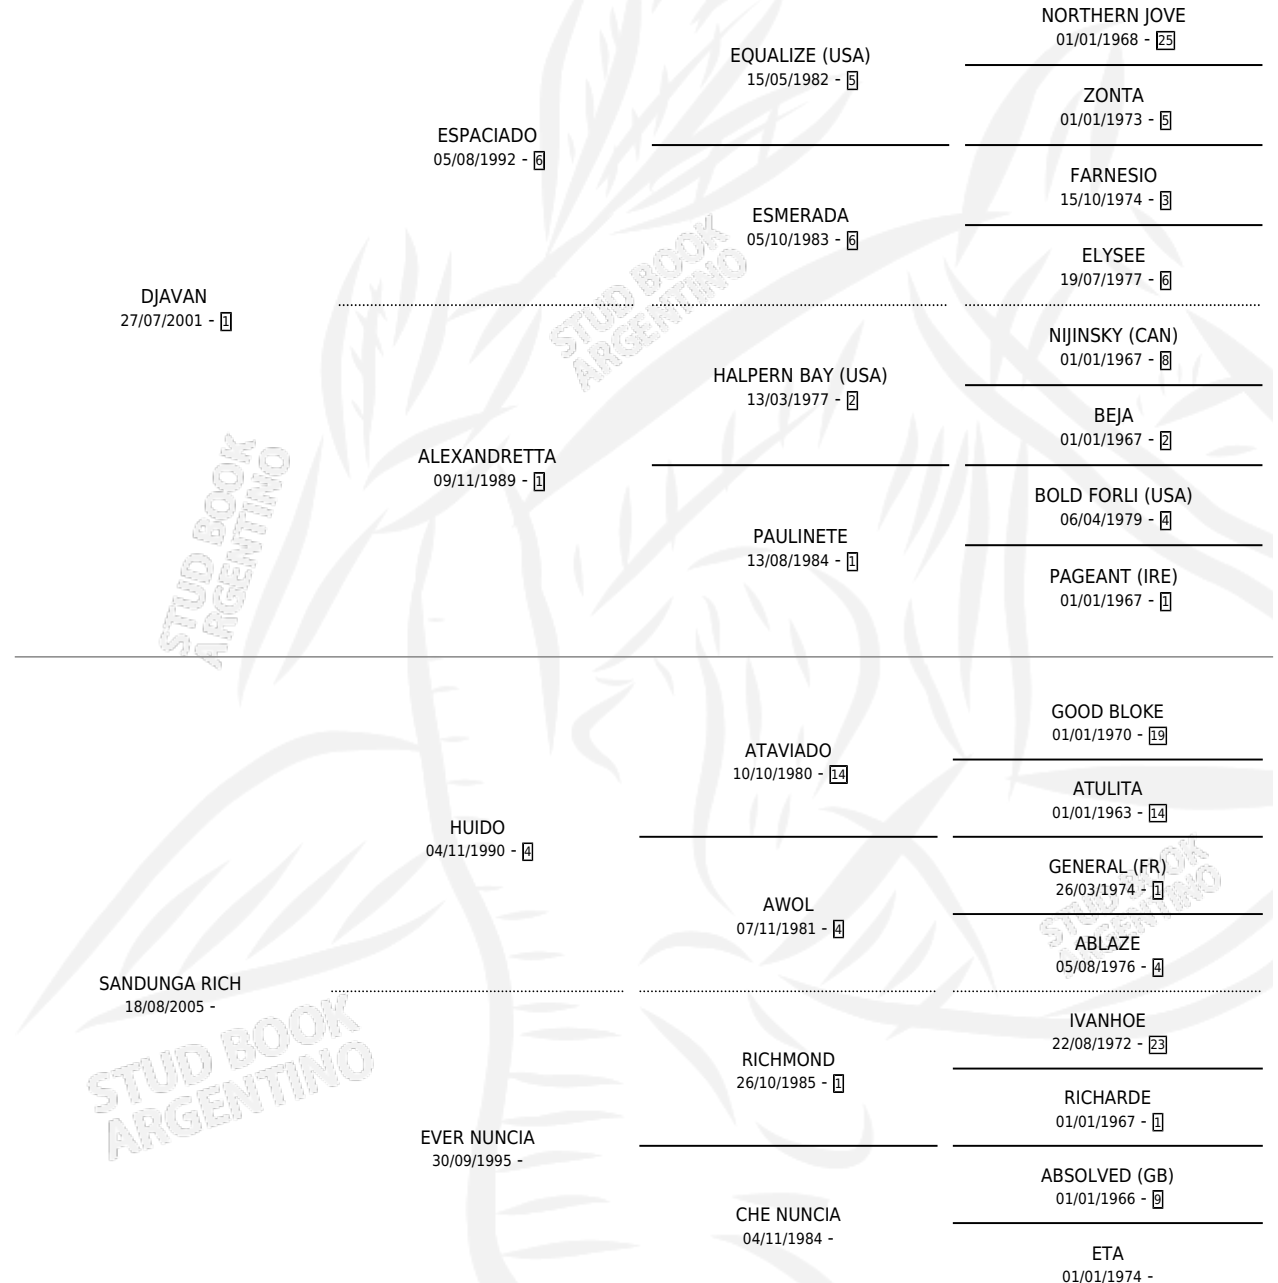 NORTHERN JOVE
01/01/1968 - 25
EQUALIZE (USA)
15/05/1982 - 5
ZONTA
01/01/1973 - 5
ESPACIADO
05/08/1992 - 6
FARNESIO
15/10/1974 - 3
ESMERADA
05/10/1983 - 6
ELYSEE
19/07/1977 - 6
DJAVAN
27/07/2001 - 1
NIJINSKY (CAN)
01/01/1967 - 8
HALPERN BAY (USA)
13/03/1977 - 2
BEJA
01/01/1967 - 2
ALEXANDRETTA
09/11/1989 - 1
BOLD FORLI (USA)
06/04/1979 - 4
PAULINETE
13/08/1984 - 1
PAGEANT (IRE)
01/01/1967 - 1
STUD BOOK
ARGENTINO
STUD BOOK
ARGENTINO
GOOD BLOKE
01/01/1970 - 19
ATAVIADO
10/10/1980 - 14
ATULITA
01/01/1963 - 14
HUIDO
04/11/1990 - 4
GENERAL (FR)
26/03/1974 - 1
AWOL
07/11/1981 - 4
ABLAZE
05/08/1976 - 4
SANDUNGA RICH
18/08/2005 -
IVANHOE
22/08/1972 - 23
RICHMOND
26/10/1985 - 1
RICHARDE
01/01/1967 - 1
EVER NUNCIA
30/09/1995 -
ABSOLVED (GB)
01/01/1966 - 9
CHE NUNCIA
04/11/1984 -
ETA
01/01/1974 -
STUD BOOK
ARGENTINO
STUD BOOK
ARGENTINO